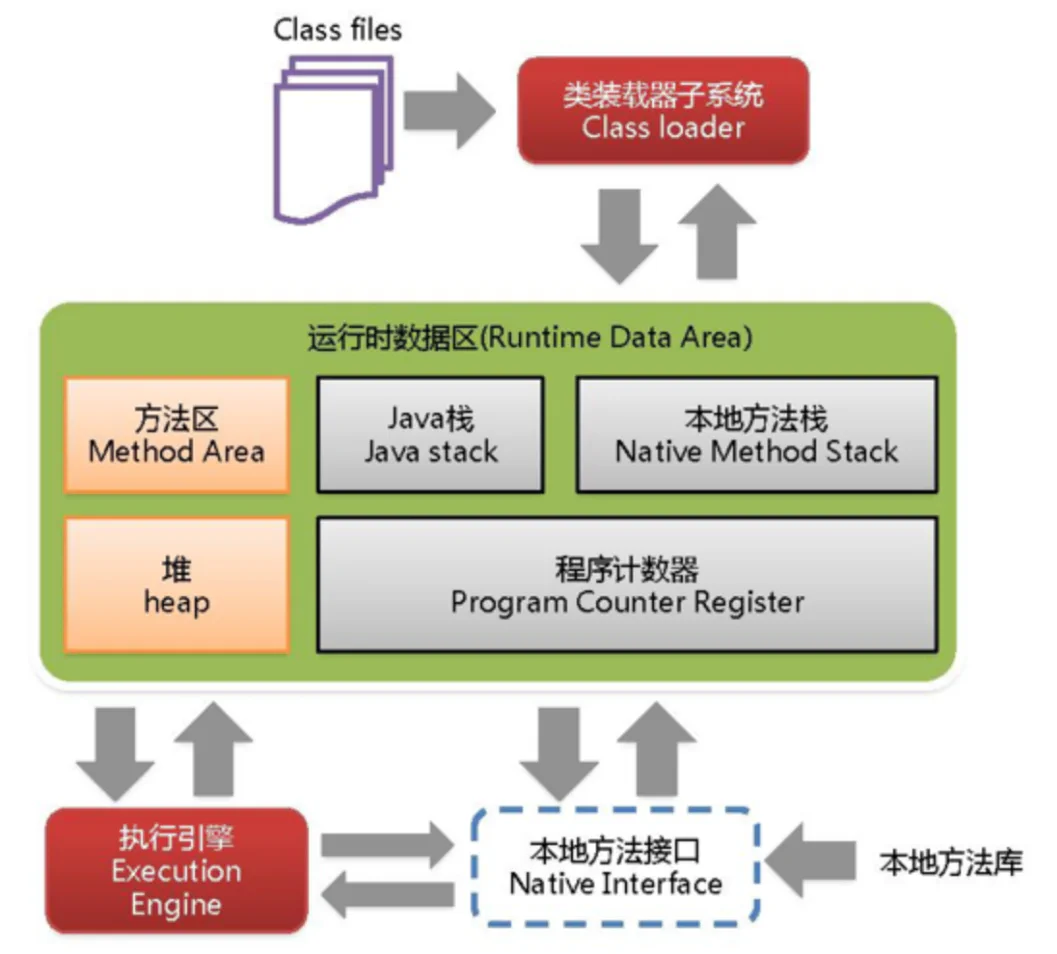 Class files
类装载器子系统
Class loader
运行时数据区(Runtime Data Area)
方法区
Method Area
Java栈
Java stack
本地方法栈
Native Method Stack
堆
heap
程序计数器
Program Counter Register
执行引擎
Execution
Engine
本地方法接口
Native Interface
本地方法库